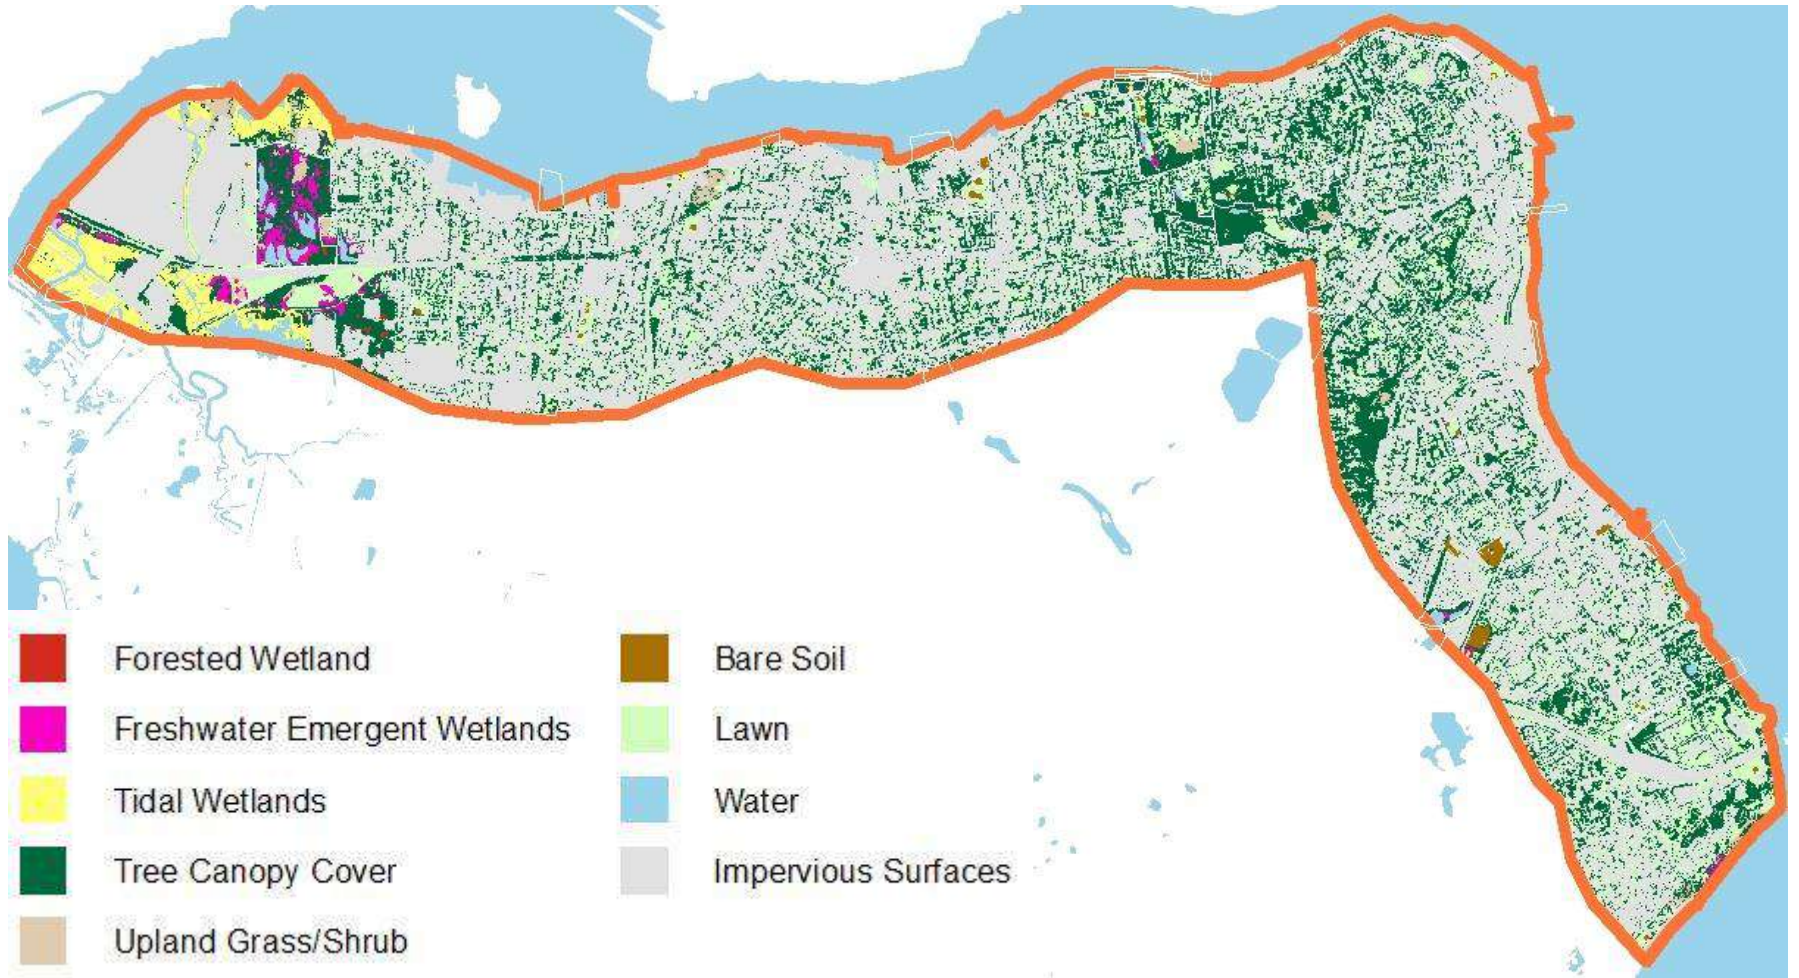 Forested Wetland
Freshwater Emergent Wetlands
Tidal Wetlands
Tree Canopy Cover
Upland Grass/Shrub
Bare Soil
Lawn
Water
Impervious Surfaces